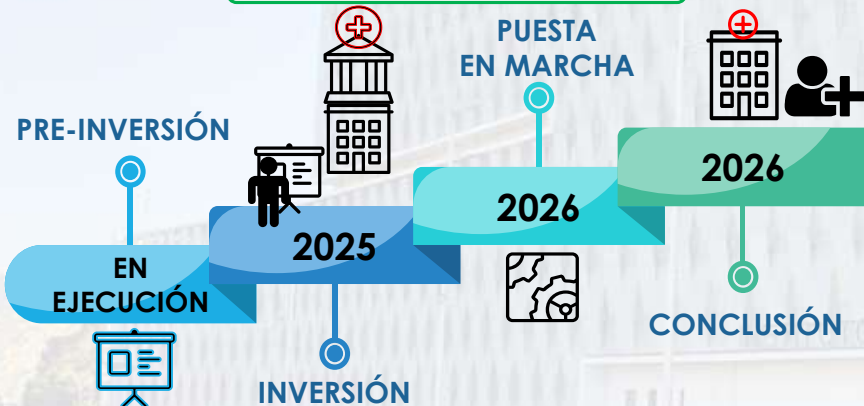 PRE-INVERSIÓN
EN
EJECUCIÓN
2025
INVERSIÓN
PUESTA
EN MARCHA
2026
2026
CONCLUSIÓN